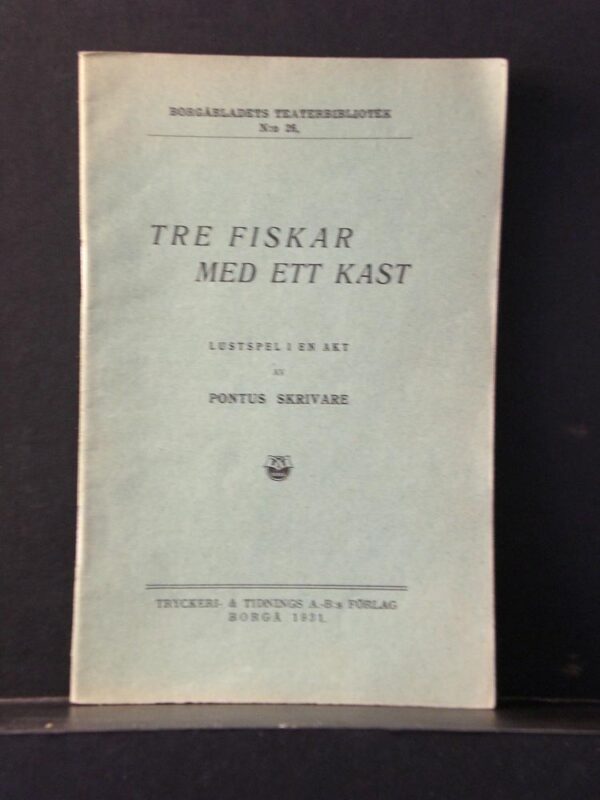 BORGÅBLADETS TEATERBIBLIOTEK
N:o 26.
TRE FISKAR
MED ETT KAST
LUSTSPEL I EN AKT
AV
PONTUS SKRIVARE
TRYCKERI- & TIDNINGS A.-B:s FÖRLAG
BORGÅ 1931.